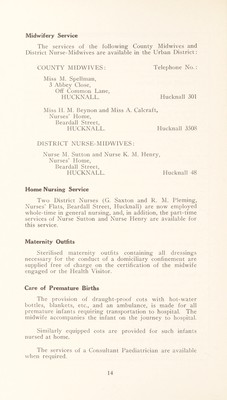 Midwifery Service
The services of the following County Midwives and
District Nurse-Midwives are available in the Urban District:
COUNTY MIDWIVES: Telephone No.:
Miss M. Spellman,
3 Abbey Close,
Off Common Lane,
HUCKNALL. Hucknall 301
Miss H. M. Beynon and Miss A. Calcraft,
Nurses' Home,
Beardall Street,
HUCKNALL. Hucknall 3568
DISTRICT NURSE-MIDWIVES:
Nurse M. Sutton and Nurse K. M. Henry,
Nurses' Home,
Beardall Street,
HUCKNALL. Hucknall 46
Home Nursing Service
Two District Nurses (G. Saxton and R. M. Fleming,
Nurses' Flats, Beardall Street, Hucknall) are now employed
whole-time in general nursing, and, in addition, the part-time
services of Nurse Sutton and Nurse Henry are available for
this service.
Maternity Outfits
Sterilised maternity outfits containing all dressings
necessary for the conduct of a domiciliary confinement are
supplied free of charge on the certification of the midwife
engaged or the Health Visitor.
Care of Premature Births
The provision of draught-proof cots with hot-water
bottles, blankets, etc., and an ambulance, is made for all
premature infants requiring transportation to hospital. The
midwife accompanies the infant on the journey to hospital.
Similarly equipped cots are provided for such infants
nursed at home.
The services of a Consultant Paediatrician are available
when required.
14